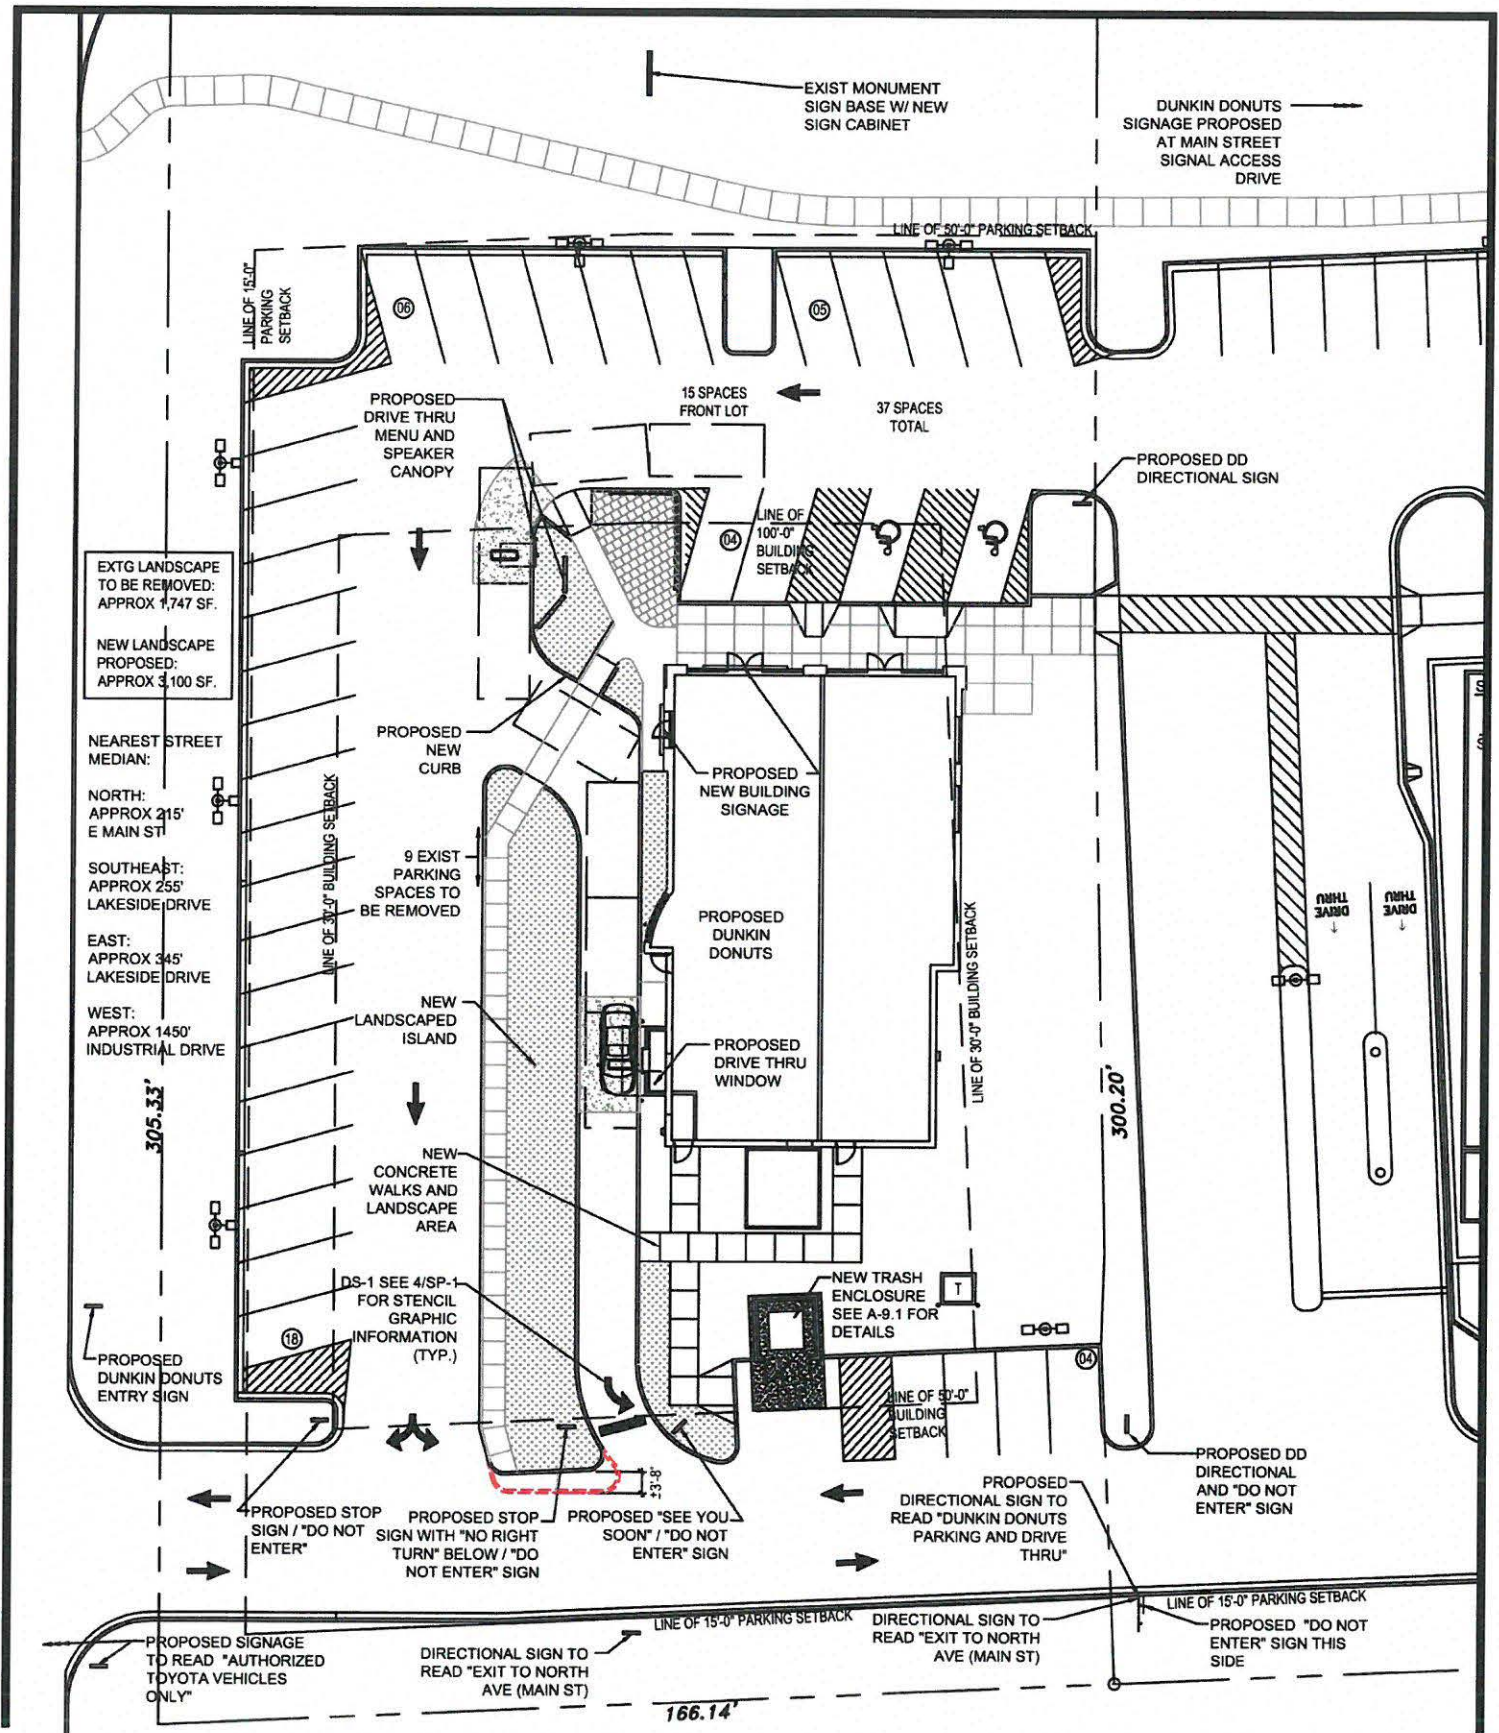 EXIST MONUMENT
SIGN BASE W/ NEW
SIGN CABINET
DUNKIN DONUTS
SIGNAGE PROPOSED
AT MAIN STREET
SIGNAL ACCESS
DRIVE
LINE OF 50'-0" PARKING SETBACK
LINE OF 15'-0"
PARKING
SETBACK
06
05
15 SPACES
FRONT LOT
37 SPACES
TOTAL
PROPOSED
DRIVE THRU
MENU AND
SPEAKER
CANOPY
PROPOSED DD
DIRECTIONAL SIGN
04
LINE OF
100'-0"
BUILDING
SETBACK
EXTG LANDSCAPE
TO BE REMOVED:
APPROX 1,747 SF.
NEW LANDSCAPE
PROPOSED:
APPROX 3,100 SF.
NEAREST STREET
MEDIAN:
NORTH:
APPROX 215'
E MAIN ST
SOUTHEAST:
APPROX 255'
LAKESIDE DRIVE
EAST:
APPROX 345'
LAKESIDE DRIVE
WEST:
APPROX 1450'
INDUSTRIAL DRIVE
PROPOSED
NEW
CURB
PROPOSED
NEW BUILDING
SIGNAGE
LINE OF 30'-0" BUILDING SETBACK
9 EXIST
PARKING
SPACES TO
BE REMOVED
PROPOSED
DUNKIN
DONUTS
DRIVE
THRU
DRIVE
THRU
LINE OF 30'-0" BUILDING SETBACK
NEW
LANDSCAPED
ISLAND
PROPOSED
DRIVE THRU
WINDOW
305.33'
300.20'
NEW
CONCRETE
WALKS AND
LANDSCAPE
AREA
DS-1 SEE 4/SP-1
FOR STENCIL
GRAPHIC
INFORMATION
(TYP.)
NEW TRASH
ENCLOSURE
SEE A-9.1 FOR
DETAILS
T
18
04
PROPOSED
DUNKIN DONUTS
ENTRY SIGN
LINE OF 50'-0"
BUILDING
SETBACK
±3'-8"
PROPOSED STOP
SIGN / "DO NOT
ENTER"
PROPOSED STOP
SIGN WITH "NO RIGHT
TURN" BELOW / "DO
NOT ENTER" SIGN
PROPOSED "SEE YOU
SOON" / "DO NOT
ENTER" SIGN
PROPOSED
DIRECTIONAL SIGN TO
READ "DUNKIN DONUTS
PARKING AND DRIVE
THRU"
PROPOSED DD
DIRECTIONAL
AND "DO NOT
ENTER" SIGN
LINE OF 15'-0" PARKING SETBACK
LINE OF 15'-0" PARKING SETBACK
PROPOSED SIGNAGE
TO READ "AUTHORIZED
TOYOTA VEHICLES
ONLY"
DIRECTIONAL SIGN TO
READ "EXIT TO NORTH
AVE (MAIN ST)
DIRECTIONAL SIGN TO
READ "EXIT TO NORTH
AVE (MAIN ST)
PROPOSED "DO NOT
ENTER" SIGN THIS
SIDE
166.14'